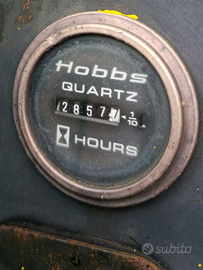 Hobbs
QUARTZ
2857 1/10
HOURS
subito